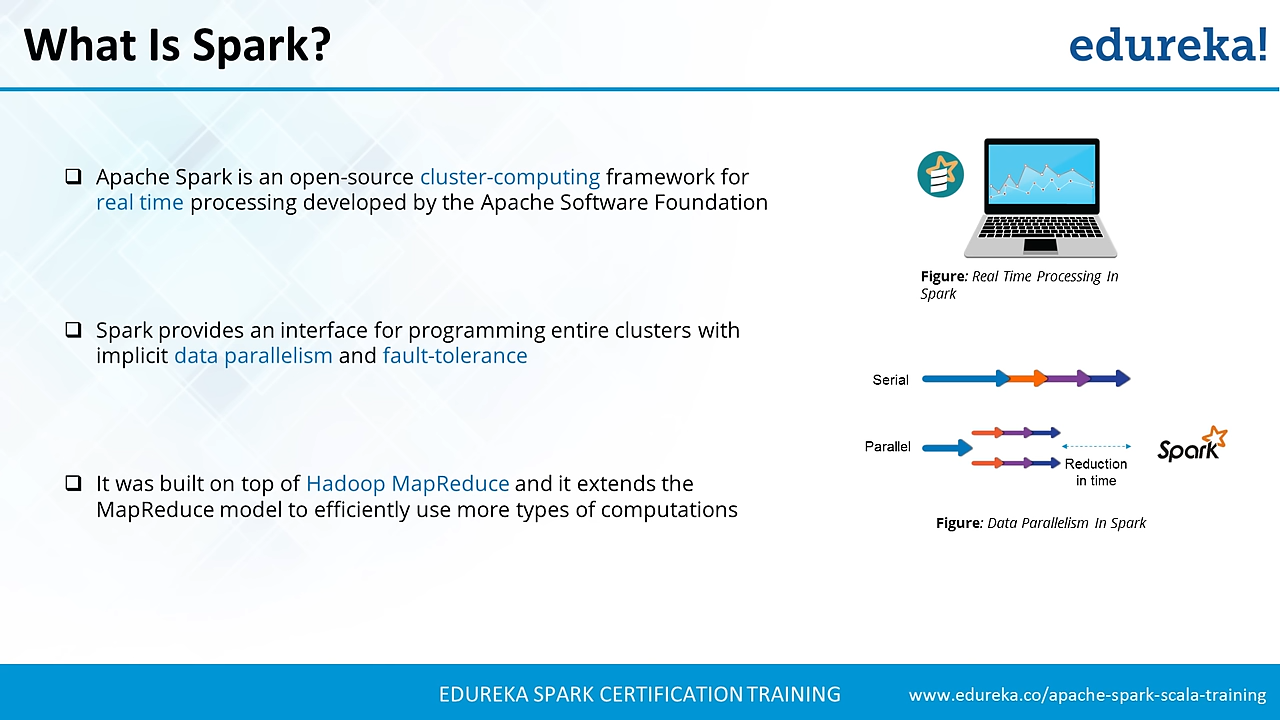 What Is Spark?
edureka!
Apache Spark is an open-source cluster-computing framework for
real time processing developed by the Apache Software Foundation
Figure: Real Time Processing In
Spark
Spark provides an interface for programming entire clusters with
implicit data parallelism and fault-tolerance
Serial
Parallel
Reduction
in time
Spark
Figure: Data Parallelism In Spark
It was built on top of Hadoop MapReduce and it extends the
MapReduce model to efficiently use more types of computations
EDUREKA SPARK CERTIFICATION TRAINING
www.edureka.co/apache-spark-scala-training